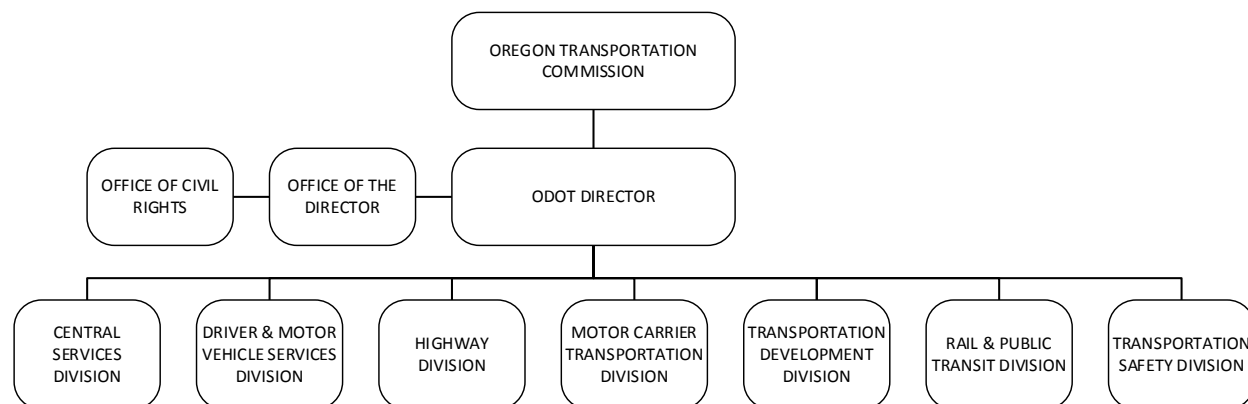 OREGON TRANSPORTATION
COMMISSION
OFFICE OF CIVIL
RIGHTS
OFFICE OF THE
DIRECTOR
ODOT DIRECTOR
CENTRAL
SERVICES
DIVISION
DRIVER & MOTOR
VEHICLE SERVICES
DIVISION
HIGHWAY
DIVISION
MOTOR CARRIER
TRANSPORTATION
DIVISION
TRANSPORTATION
DEVELOPMENT
DIVISION
RAIL & PUBLIC
TRANSIT DIVISION
TRANSPORTATION
SAFETY DIVISION